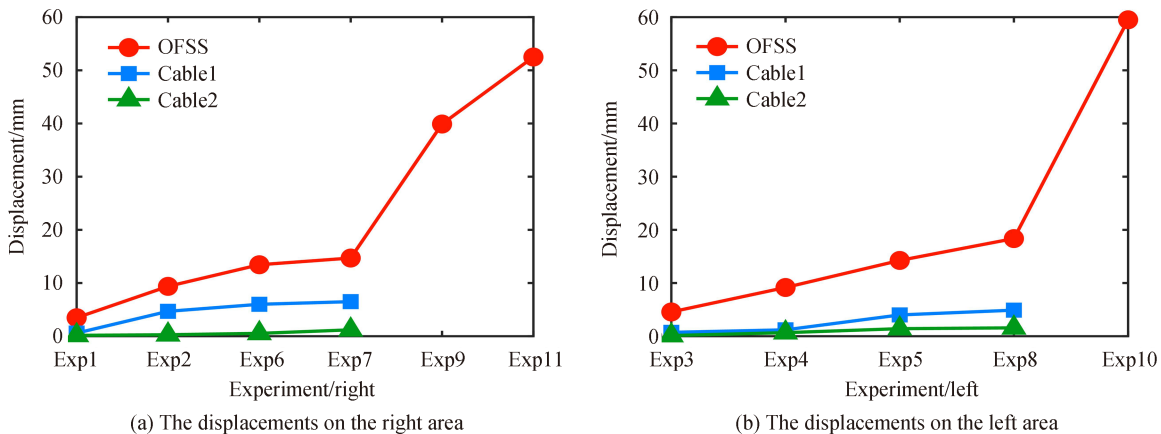 60
50
40
30
20
10
0
Displacement/mm
OFSS
Cable1
Cable2
Exp1 Exp2 Exp6 Exp7 Exp9 Exp11
Experiment/right
(a) The displacements on the right area
60
50
40
30
20
10
0
Displacement/mm
OFSS
Cable1
Cable2
Exp3 Exp4 Exp5 Exp8 Exp10
Experiment/left
(b) The displacements on the left area